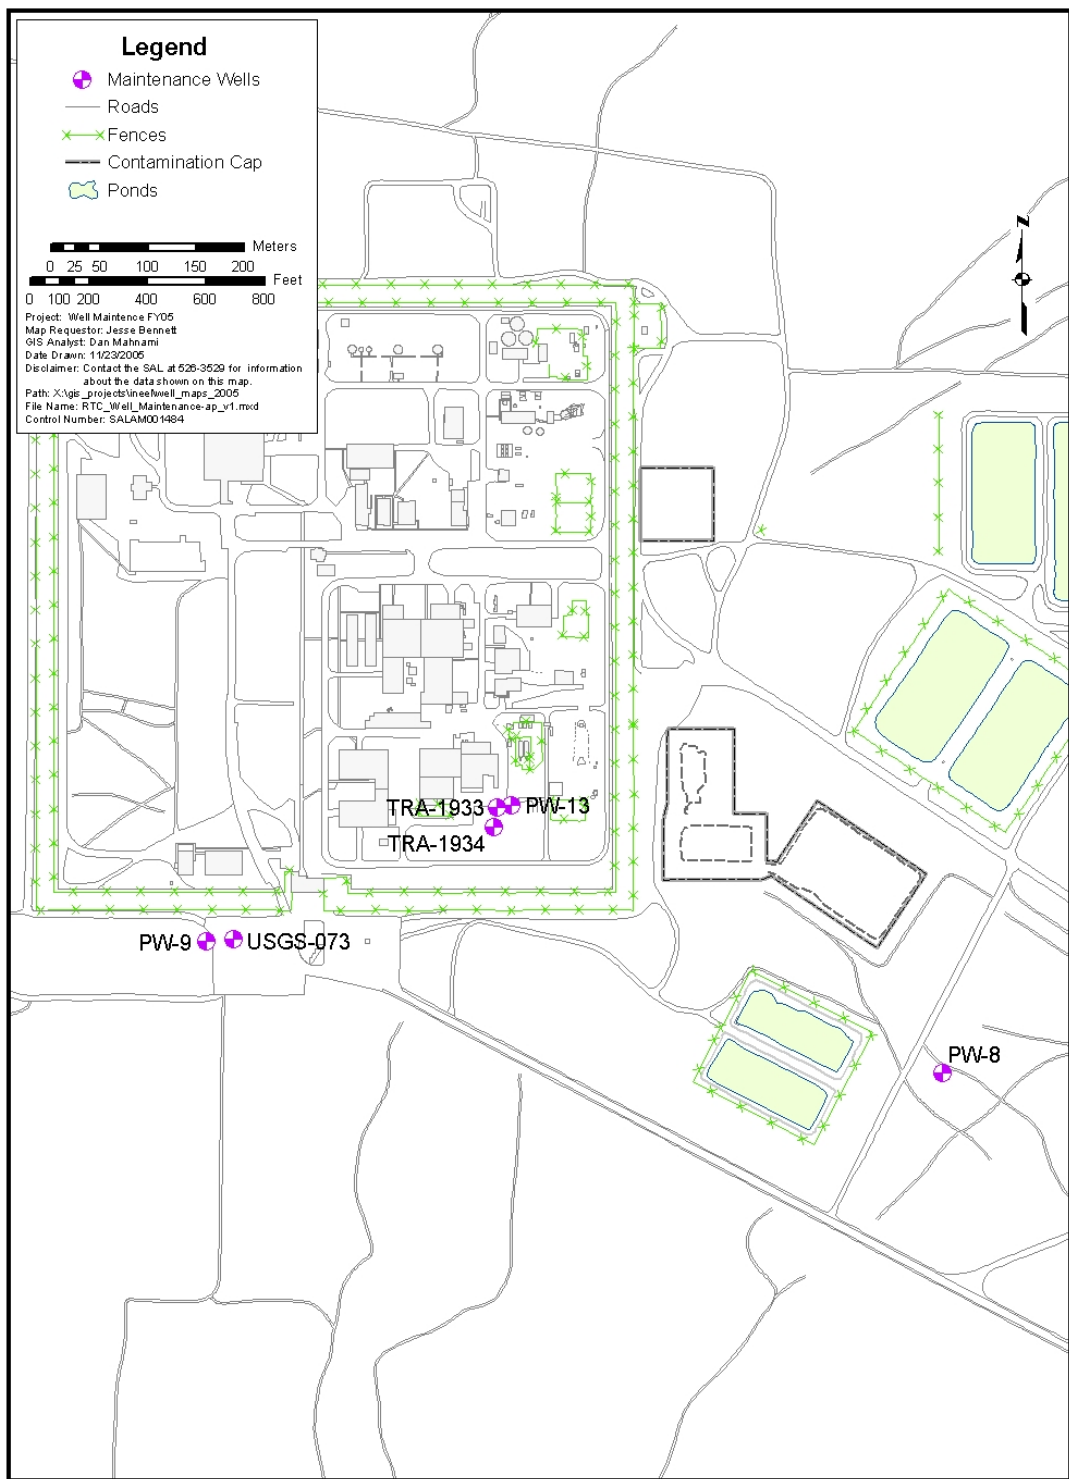 Legend
Maintenance Wells
Roads
Fences
Contamination Cap
Ponds
Meters
0 25 50 100 150 200
Feet
0 100 200 400 600 800
Project: Well Maintence FY05
Map Requestor: Jesse Bennett
GIS Analyst: Dan Mahnami
Date Drawn: 11/23/2005
Disclaimer: Contact the SAL at 526-3529 for information
about the data shown on this map.
Path: X:\gis_projects\ineel\well_maps_2005
File Name: RTC_Well_Maintenance-ap_v1.mxd
Control Number: SALAM001484
N
TRA-1933
PW-13
TRA-1934
PW-9
USGS-073
PW-8